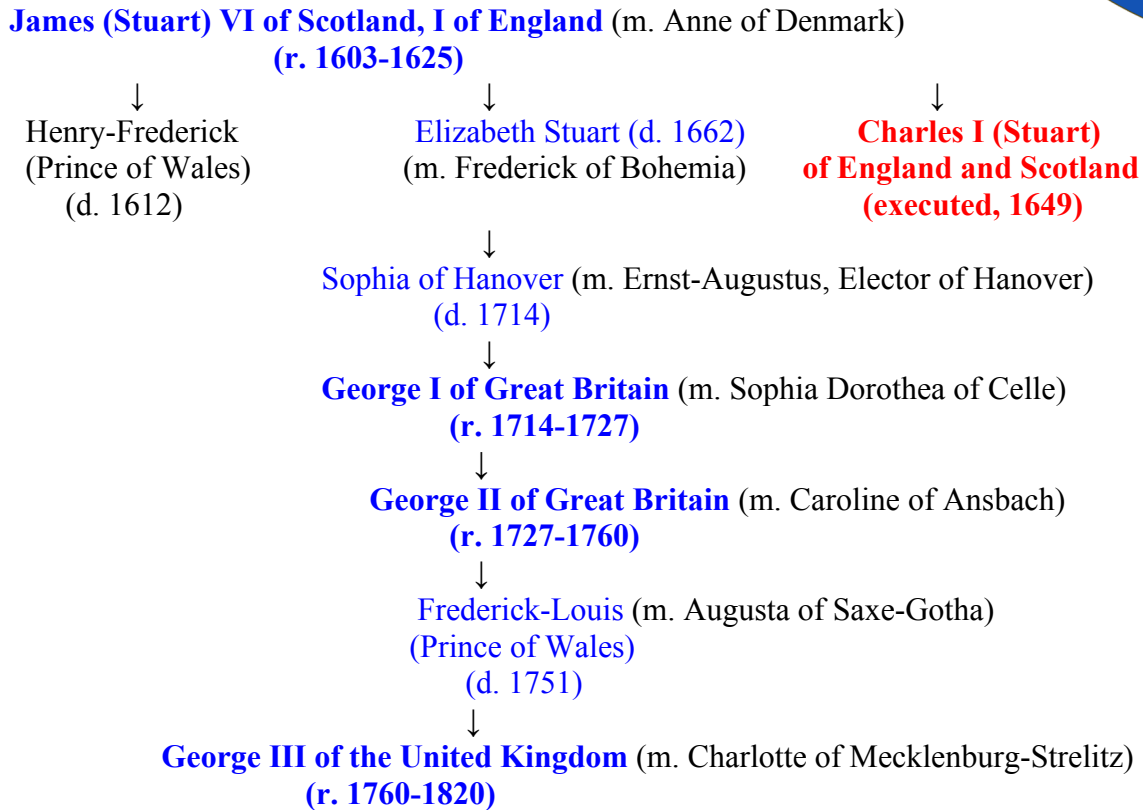 James (Stuart) VI of Scotland, I of England (m. Anne of Denmark)
(r. 1603-1625)
↓ ↓ ↓
Henry-Frederick
(Prince of Wales)
(d. 1612)
Elizabeth Stuart (d. 1662)
(m. Frederick of Bohemia)
Charles I (Stuart)
of England and Scotland
(executed, 1649)
↓
Sophia of Hanover (m. Ernst-Augustus, Elector of Hanover)
(d. 1714)
↓
George I of Great Britain (m. Sophia Dorothea of Celle)
(r. 1714-1727)
↓
George II of Great Britain (m. Caroline of Ansbach)
(r. 1727-1760)
↓
Frederick-Louis (m. Augusta of Saxe-Gotha)
(Prince of Wales)
(d. 1751)
↓
George III of the United Kingdom (m. Charlotte of Mecklenburg-Strelitz)
(r. 1760-1820)